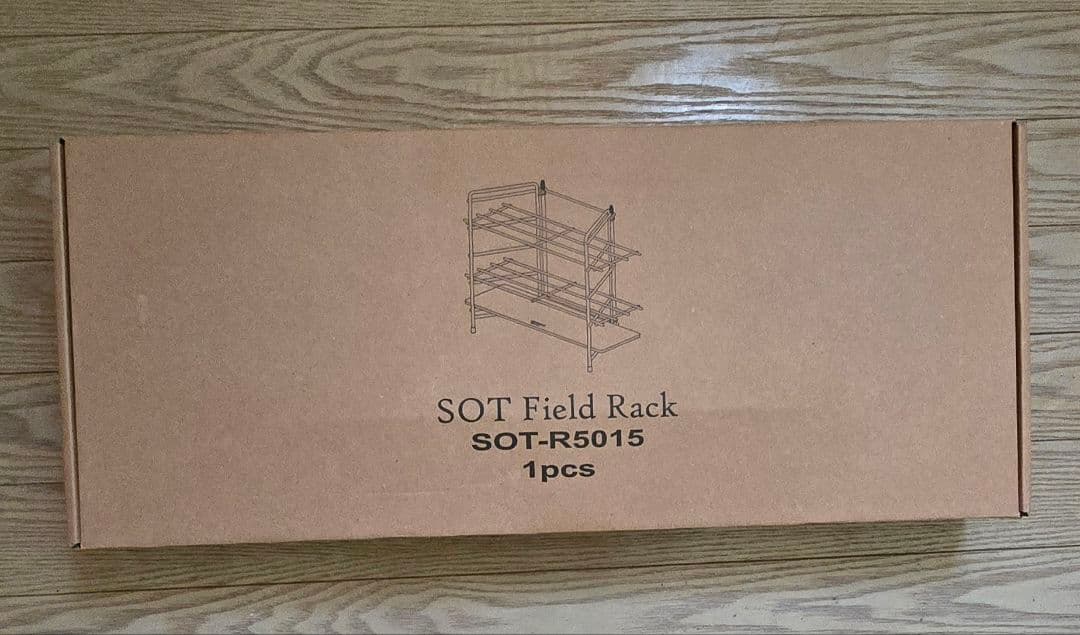 SOT Field Rack
SOT-R5015
1pcs